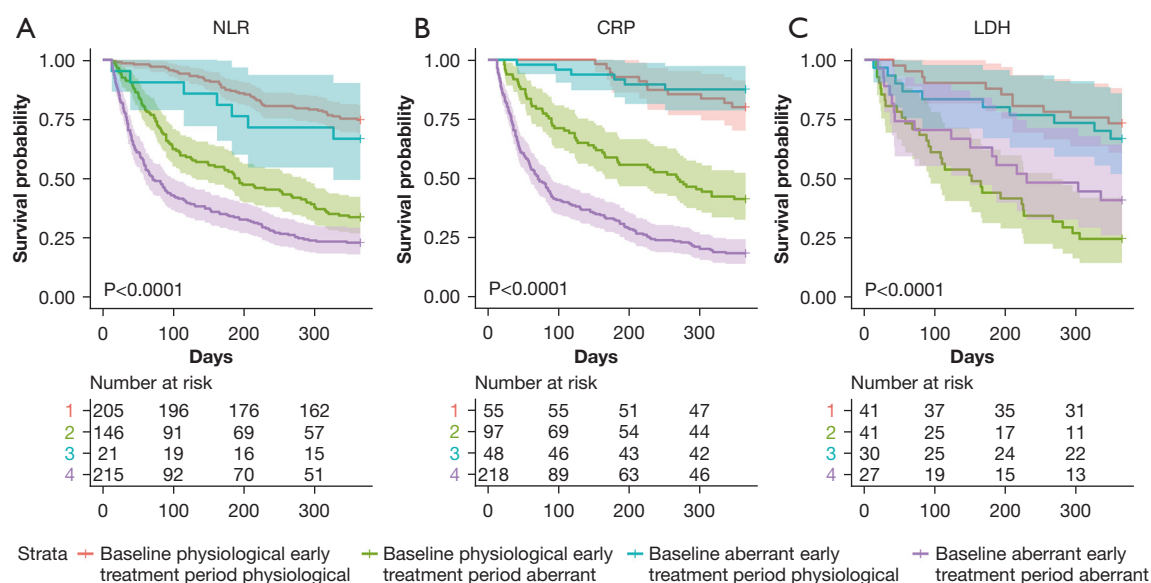 A NLR
B CRP
C LDH
Survival probability
1.00
0.75
0.50
0.25
0.00
P<0.0001
0 100 200 300
Days
Survival probability
1.00
0.75
0.50
0.25
0.00
P<0.0001
0 100 200 300
Days
Survival probability
1.00
0.75
0.50
0.25
0.00
P<0.0001
0 100 200 300
Days
Number at risk
1 205 196 176 162
2 146 91 69 57
3 21 19 16 15
4 215 92 70 51
0 100 200 300
Number at risk
1 55 55 51 47
2 97 69 54 44
3 48 46 43 42
4 218 89 63 46
0 100 200 300
Number at risk
1 41 37 35 31
2 41 25 17 11
3 30 25 24 22
4 27 19 15 13
0 100 200 300
Strata
Baseline physiological early
treatment period physiological
Baseline physiological early
treatment period aberrant
Baseline aberrant early
treatment period physiological
Baseline aberrant early
treatment period aberrant